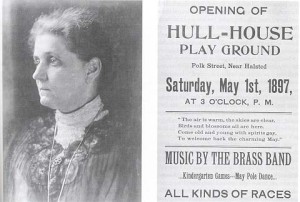 OPENING OF
HULL-HOUSE
PLAY GROUND
Polk Street, Near Halsted
Saturday, May 1st, 1897,
AT 3 O'CLOCK, P. M.
"The air is warm, the skies are clear,
Birds and blossoms all are here,
Come old and young with spirits gay,
To welcome back the charming May."
MUSIC BY THE BRASS BAND
...Kindergarten Games—May Pole Dance...
ALL KINDS OF RACES